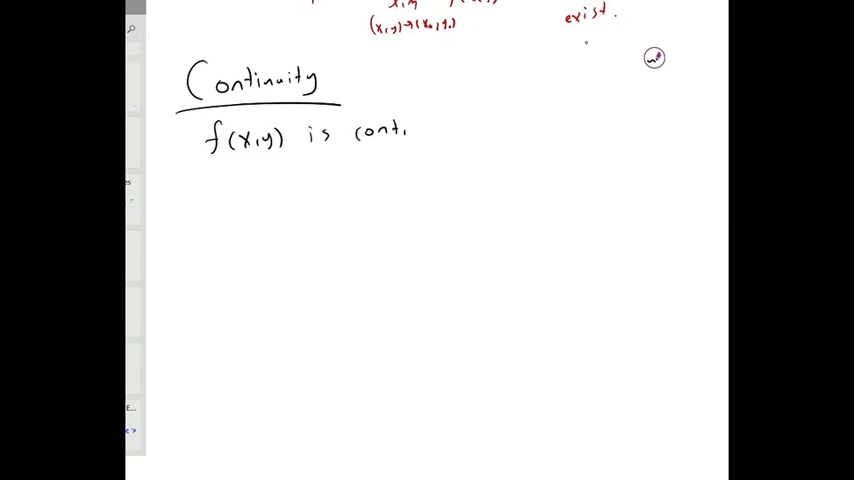 exist.
(x,y)→(x₀,y₀)
Continuity
f(x,y) is cont.